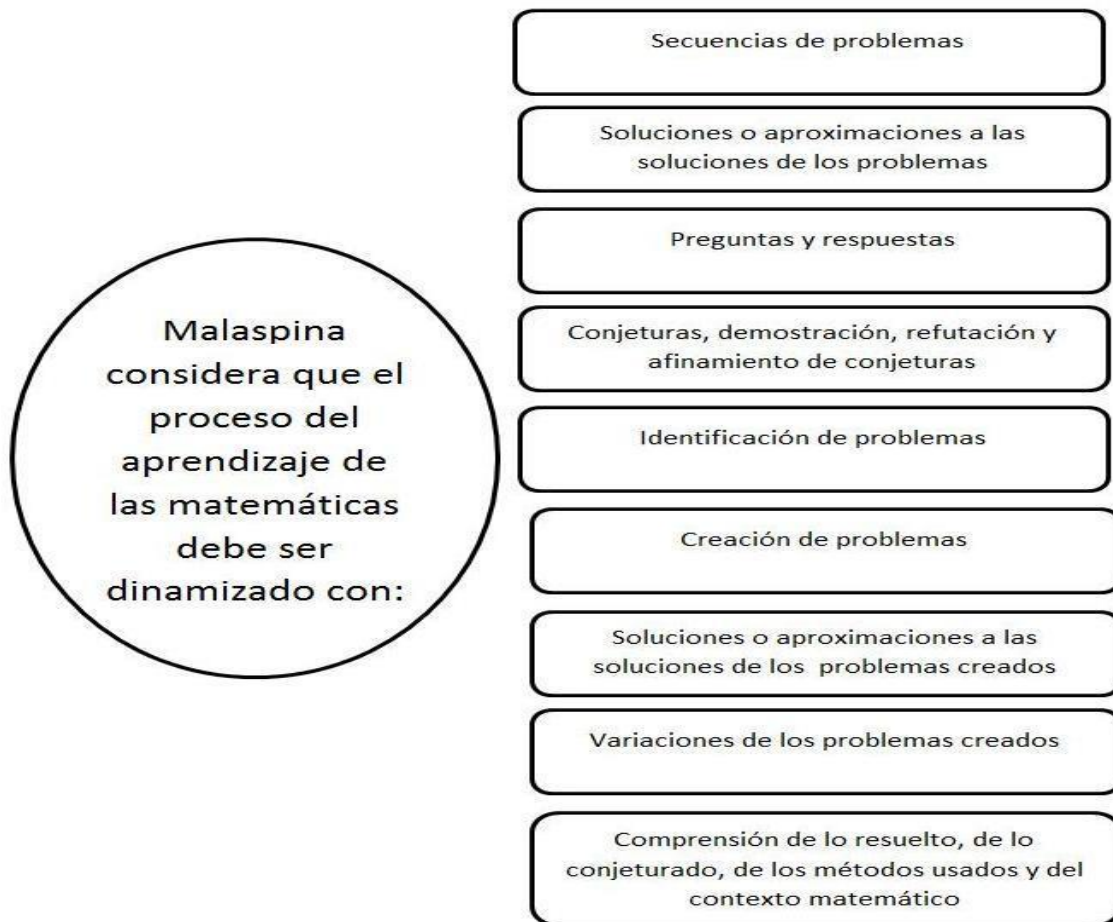 Malaspina
considera que el
proceso del
aprendizaje de
las matemáticas
debe ser
dinamizado con:
Secuencias de problemas
Soluciones o aproximaciones a las
soluciones de los problemas
Preguntas y respuestas
Conjeturas, demostración, refutación y
afinamiento de conjeturas
Identificación de problemas
Creación de problemas
Soluciones o aproximaciones a las
soluciones de los problemas creados
Variaciones de los problemas creados
Comprensión de lo resuelto, de lo
conjeturado, de los métodos usados y del
contexto matemático